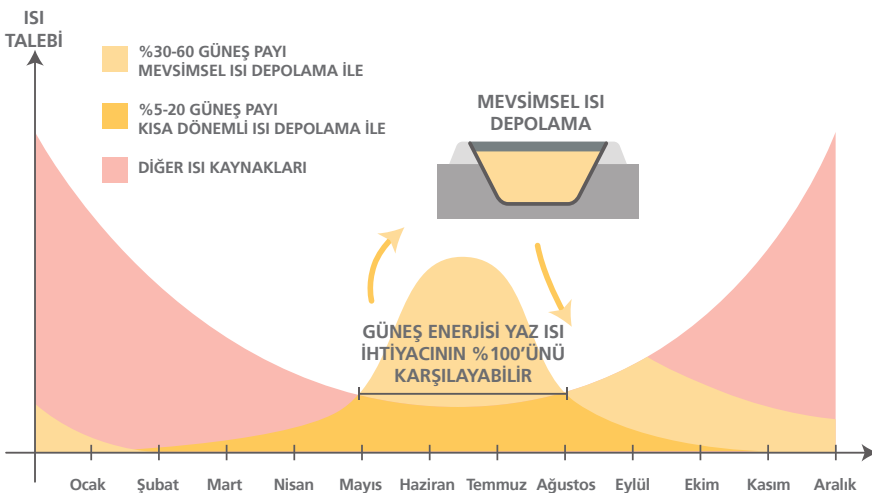 ISI
TALEBİ
%30-60 GÜNEŞ PAYI
MEVSİMSEL ISI DEPOLAMA İLE
%5-20 GÜNEŞ PAYI
KISA DÖNEMLİ ISI DEPOLAMA İLE
DİĞER ISI KAYNAKLARI
MEVSİMSEL ISI
DEPOLAMA
GÜNEŞ ENERJİSİ YAZ ISI
İHTİYACININ %100'ÜNÜ
KARŞILAYABİLİR
Ocak Şubat Mart Nisan Mayıs Haziran Temmuz Ağustos Eylül Ekim Kasım Aralık